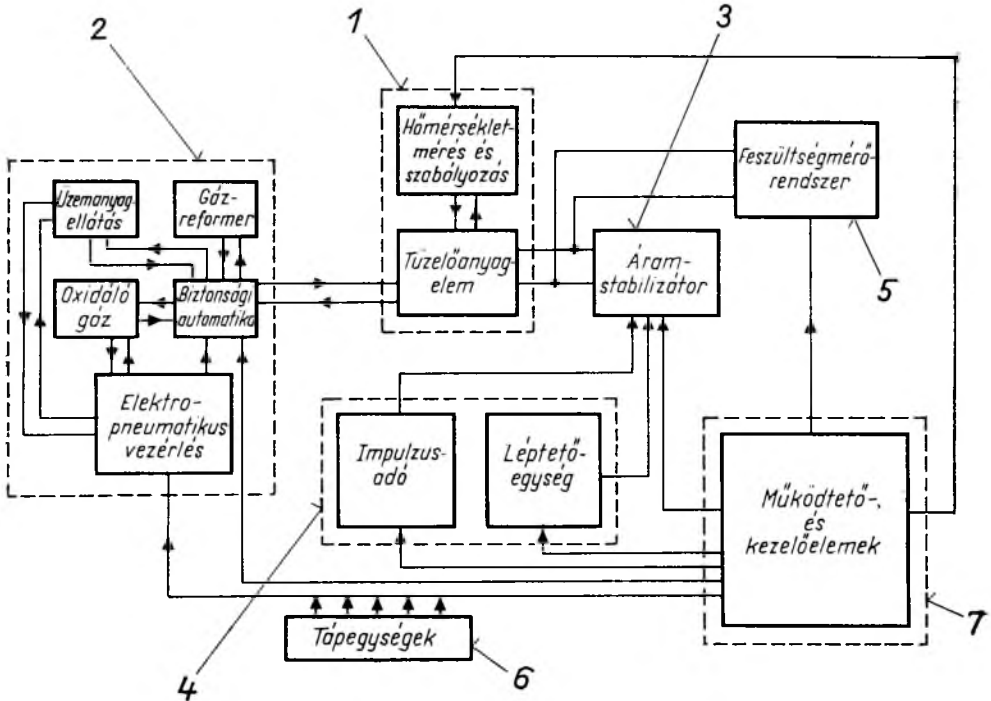 2
1
3
Hőmérséklet-
mérés és
szabályozás
Feszültségmérő-
rendszer
5
Üzemanyag-
ellátás
Gáz-
reformer
Tüzelőanyag-
elem
Áram-
stabilizátor
Oxidáló
gáz
Biztonsági
automatika
Elektro-
pneumatikus
vezérlés
Impulzus-
adó
Léptető-
egység
Működtető-
és
kezelőelemek
7
Tápegységek
6
4